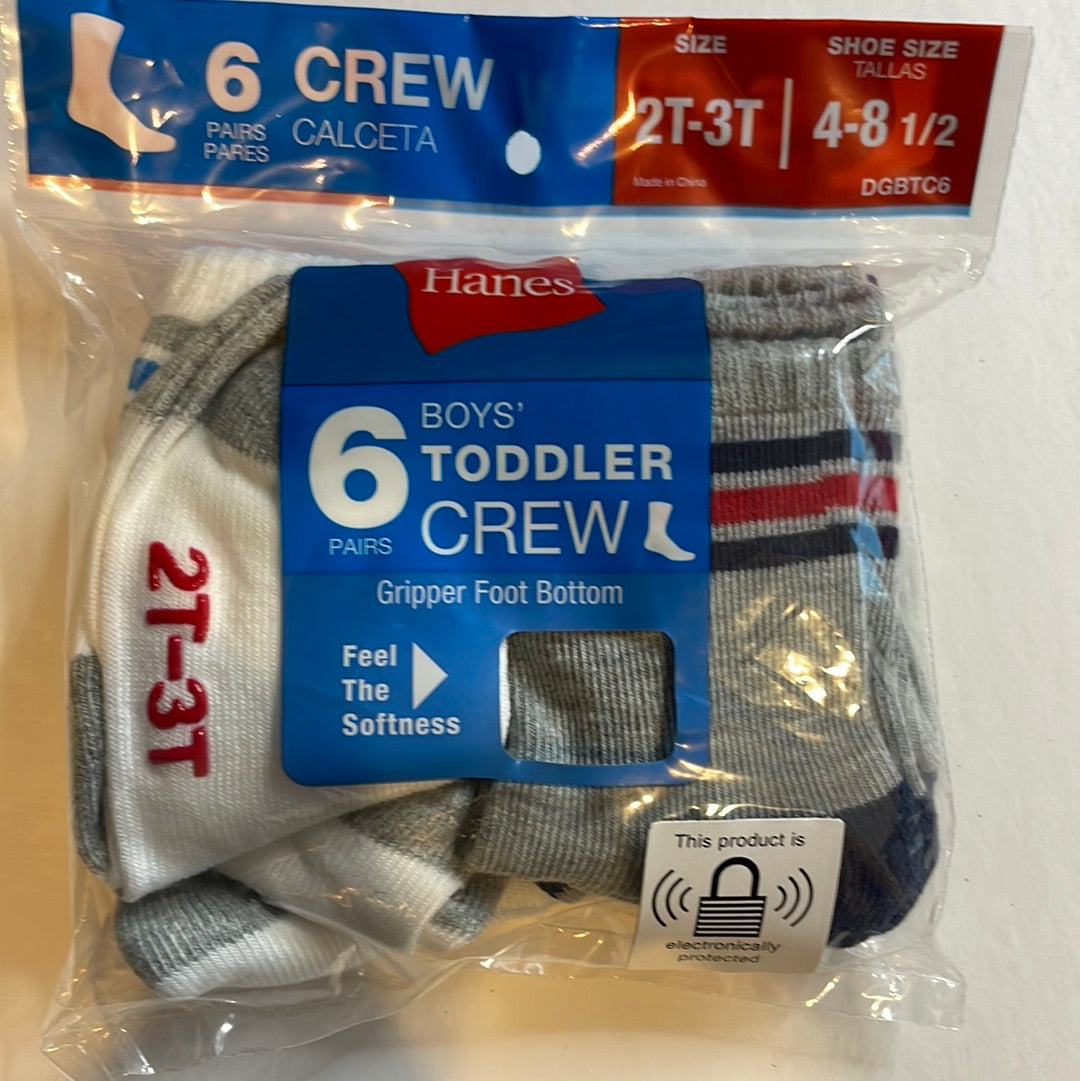 6 CREW
PAIRS CALCETA
PARES
SIZE
2T-3T
SHOE SIZE
TALLAS
4-8 1/2
Made in China
DGBTC6
Hanes
6
PAIRS
BOYS'
TODDLER
CREW
Gripper Foot Bottom
Feel
The
Softness
2T-3T
This product is
electronically
protected